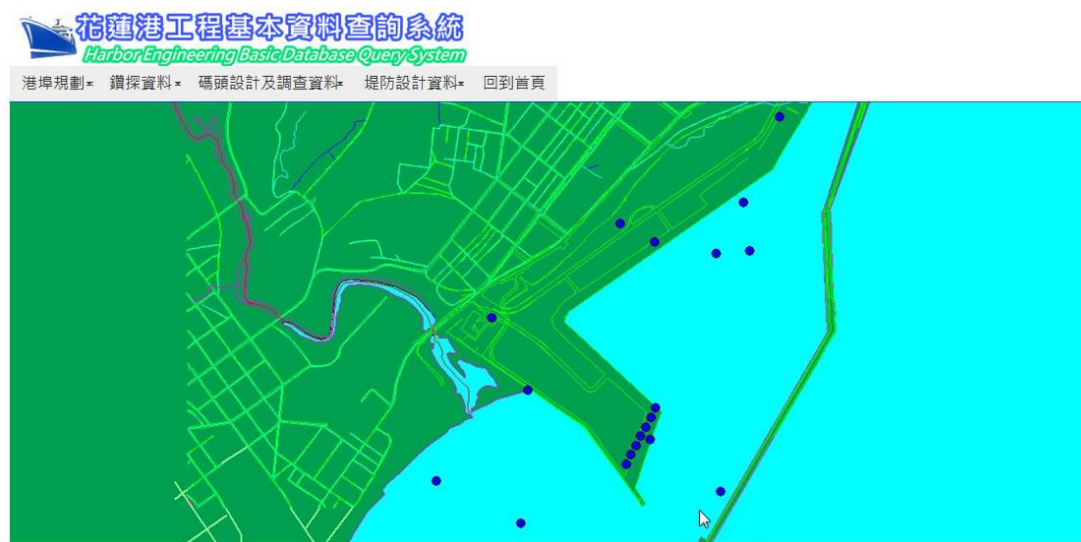 花蓮港工程基本資料查詢系統
Harbor Engineering Basic Database Query System
港埠規劃 鑽探資料 碼頭設計及調查資料 堤防設計資料 回到首頁